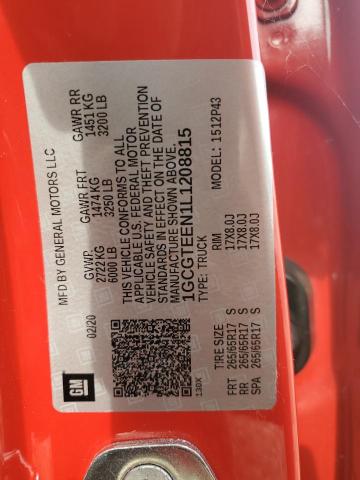 MFD BY GENERAL MOTORS LLC
02/20
GVWR
2722 KG
6000 LB
GAWR FRT
1474 KG
3250 LB
GAWR RR
1451 KG
3200 LB
THIS VEHICLE CONFORMS TO ALL
APPLICABLE U.S. FEDERAL MOTOR
VEHICLE SAFETY AND THEFT PREVENTION
STANDARDS IN EFFECT ON THE DATE OF
MANUFACTURE SHOWN ABOVE.
1GCGTEEN1L1208815
TYPE: TRUCK
MODEL: 1512P43
GM
130X
TIRE SIZE RIM
FRT 265/65R17 S 17X8.0J
RR 265/65R17 S 17X8.0J
SPA 265/65R17 S 17X8.0J